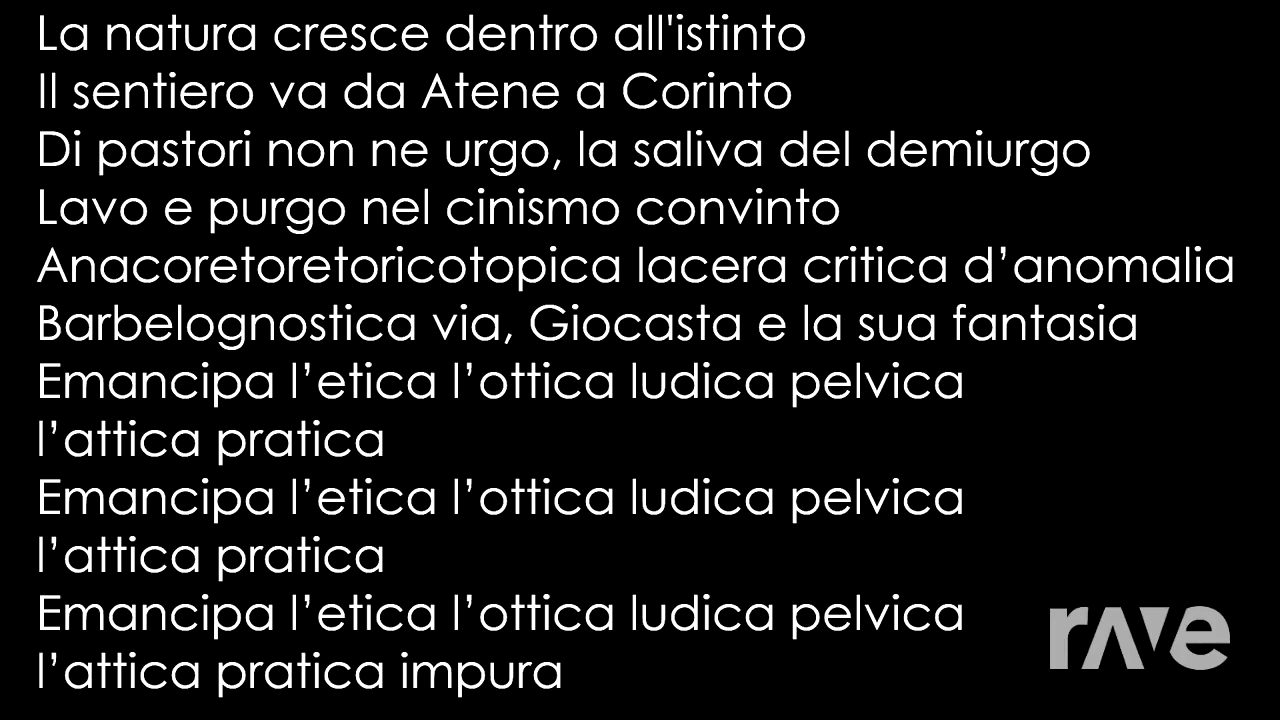 La natura cresce dentro all'istinto
Il sentiero va da Atene a Corinto
Di pastori non ne urgo, la saliva del demiurgo
Lavo e purgo nel cinismo convinto
Anacoretoretoricotopica lacera critica d’anomalia
Barbelognostica via, Giocasta e la sua fantasia
Emancipa l’etica l’ottica ludica pelvica
l’attica pratica
Emancipa l’etica l’ottica ludica pelvica
l’attica pratica
Emancipa l’etica l’ottica ludica pelvica
l’attica pratica impura
rave